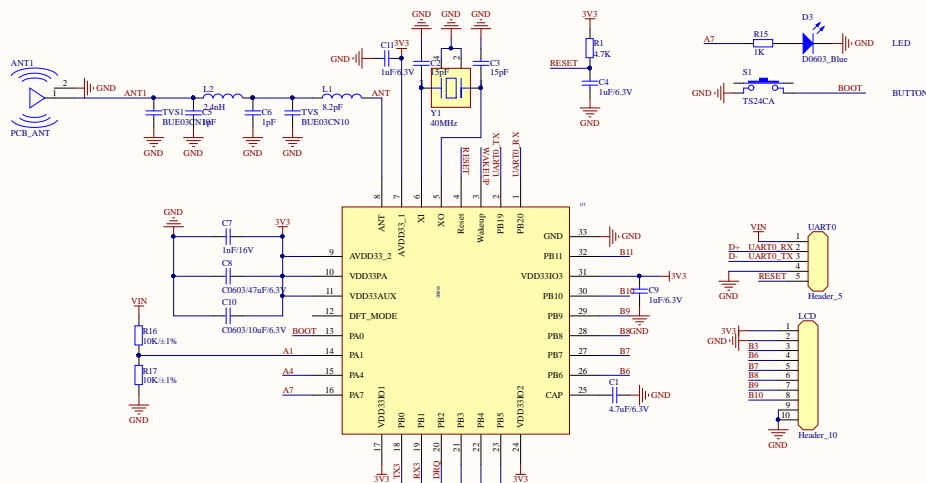 GND GND GND
3V3
C11 3V3
GND
1uF/6.3V
15pF
C3
15pF
Y1
40MHz
R1
4.7K
RESET
C4
1uF/6.3V
GND
D3
A7 R15 GND LED
1K D0603_Blue
S1
GND BOOT BUTTON
TS24CA
ANT1
2 GND
1
PCB_ANT
ANT1 L2 L1 ANT
2.4nH 8.2pF
TVS1 C5 C6 TVS
BUE03CN10 1pF 1pF BUE03CN10
GND GND GND GND
RESET WAKEUP UART0_TX UART0_RX
8 7 6 5 4 3 2 1
ANT AVDD33_1 XI XO Reset Wakeup PB19 PB20
U1
GND 3V3
C7
1nF/16V
C8
C0603/47uF/6.3V
C10
C0603/10uF/6.3V
9 AVDD33_2
10 VDD33PA
11 VDD33AUX
12 DFT_MODE
BOOT 13 PA0
A1 14 PA1
A4 15 PA4
A7 16 PA7
VIN
R16
10K/±1%
R17
10K/±1%
GND
GND 33 GND
PB11 32 B11
VDD33IO3 31 3V3
PB10 30 B10 C9
1uF/6.3V
PB9 29 B9
PB8 28 B8 GND
PB7 27 B7
PB6 26 B6
CAP 25 C1 GND
4.7uF/6.3V
VDD33IO1 PB0 PB1 PB2 PB3 PB4 PB5 VDD33IO2
17 18 19 20 21 22 23 24
3V3 TX3 RX3 DRQ 3V3
UART0
VIN 1
D+ UART0_RX 2
D- UART0_TX 3
4
RESET 5
GND
Header_5
LCD
3V3 1
GND 2
B3 3
B6 4
B7 5
B8 6
B9 7
B10 8
9
10
GND
Header_10